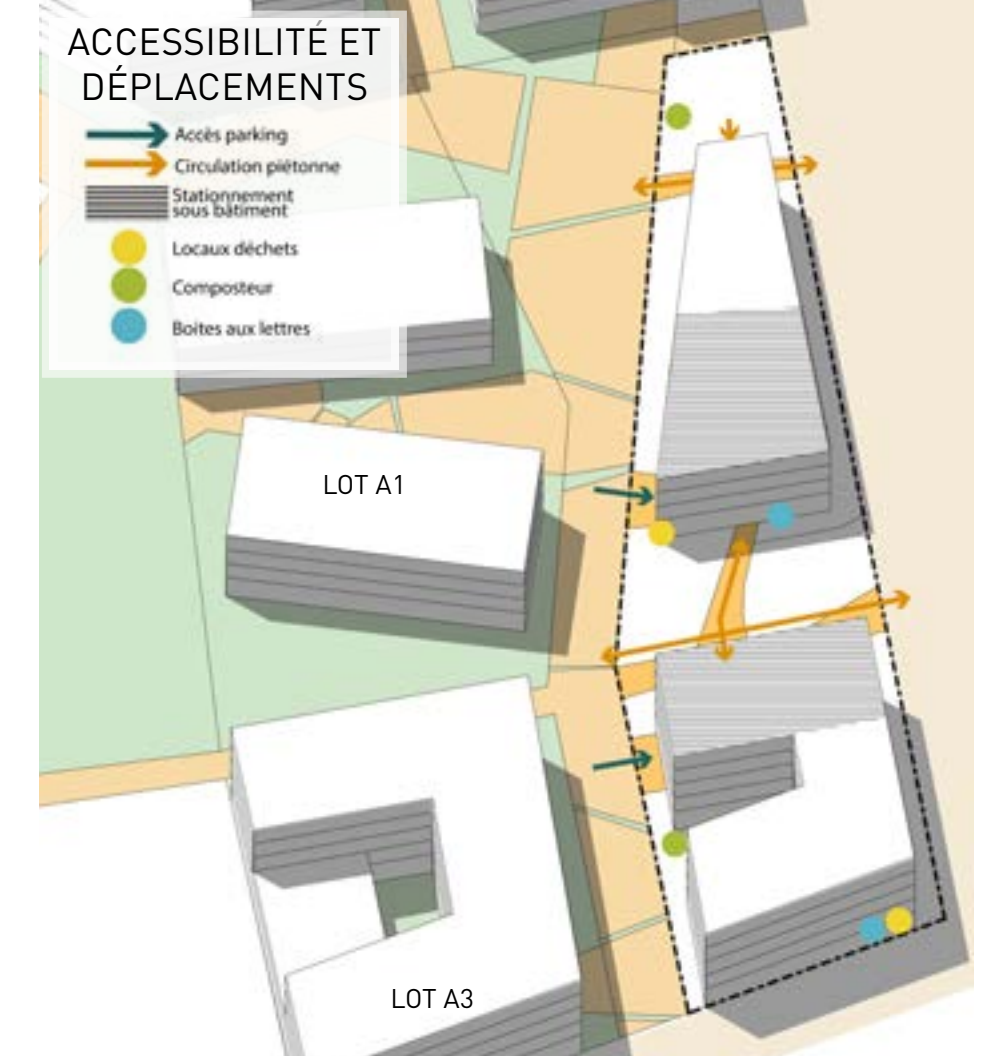 ACCESSIBILITÉ ET
DÉPLACEMENTS
Accès parking
Circulation piétonne
Stationnement
sous bâtiment
Locaux déchets
Composteur
Boites aux lettres
LOT A1
LOT A3